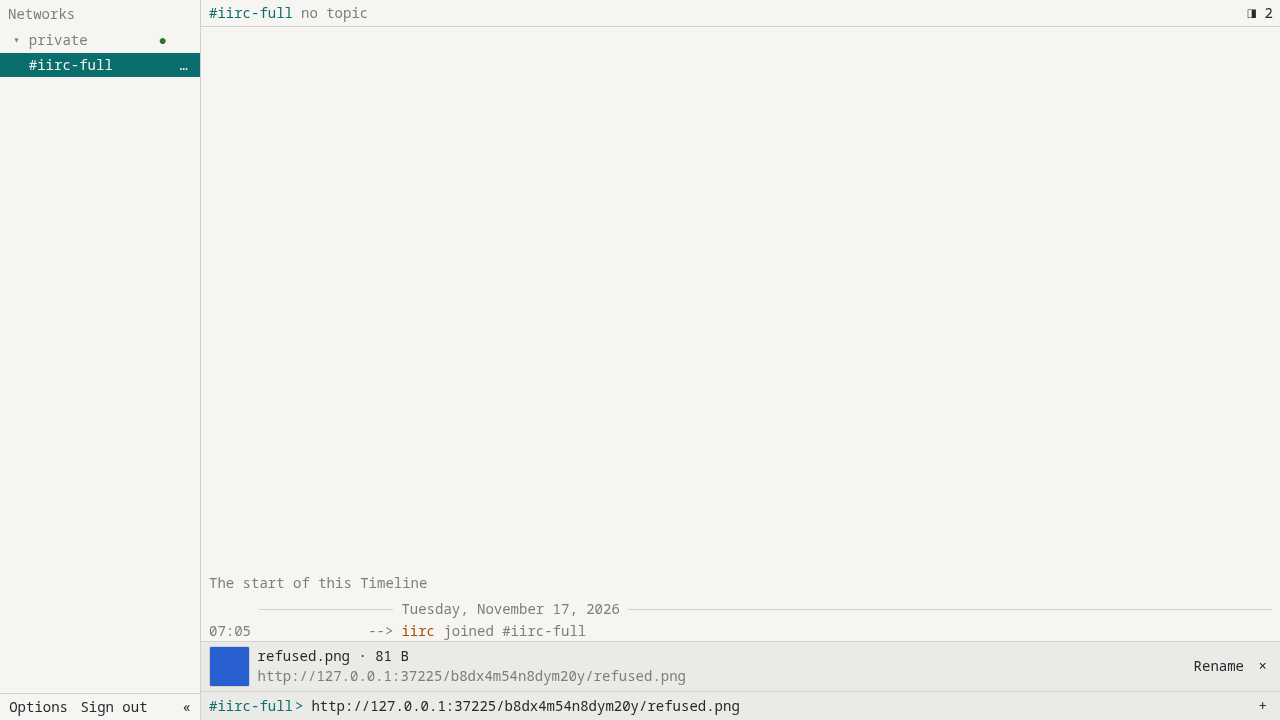 Networks
▾ private ●
#iirc-full …
Options Sign out «
#iirc-full no topic ◨ 2
The start of this Timeline
Tuesday, November 17, 2026
07:05 --> iirc joined #iirc-full
refused.png · 81 B
http://127.0.0.1:37225/b8dx4m54n8dym20y/refused.png
Rename ×
#iirc-full> http://127.0.0.1:37225/b8dx4m54n8dym20y/refused.png +